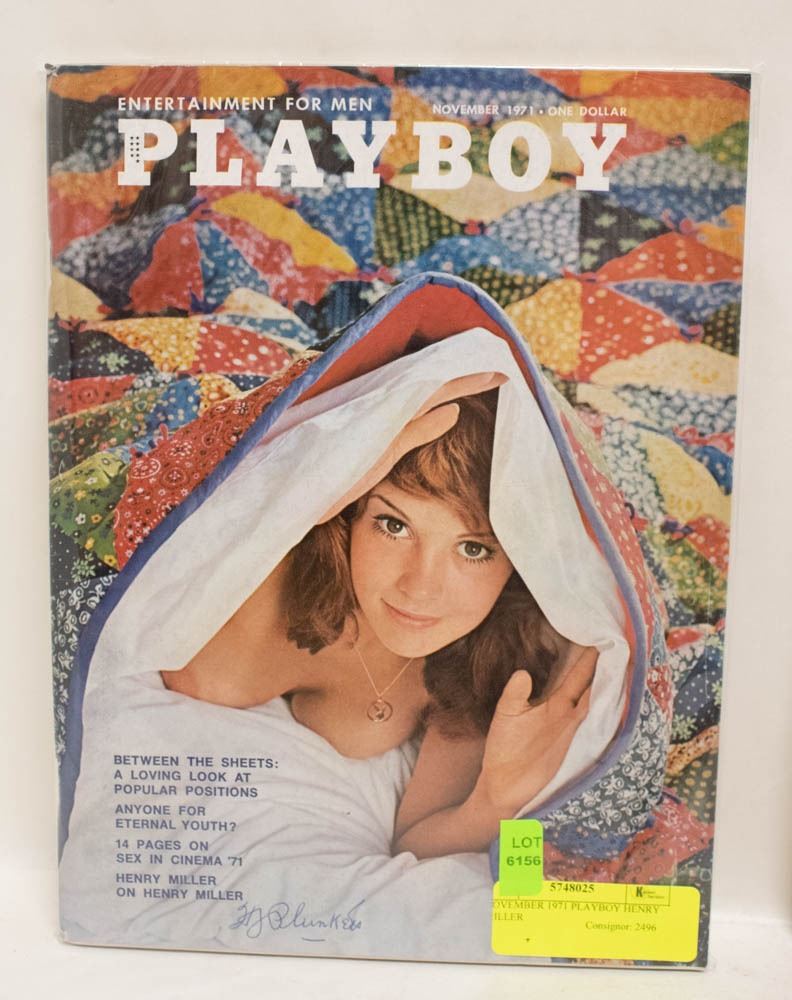 ENTERTAINMENT FOR MEN
NOVEMBER 1971 • ONE DOLLAR
PLAYBOY
BETWEEN THE SHEETS:
A LOVING LOOK AT
POPULAR POSITIONS
ANYONE FOR
ETERNAL YOUTH?
14 PAGES ON
SEX IN CINEMA '71
HENRY MILLER
ON HENRY MILLER
LOT
6156
5748025
OVEMBER 1971 PLAYBOY HENRY
ILLER
Consignor: 2496